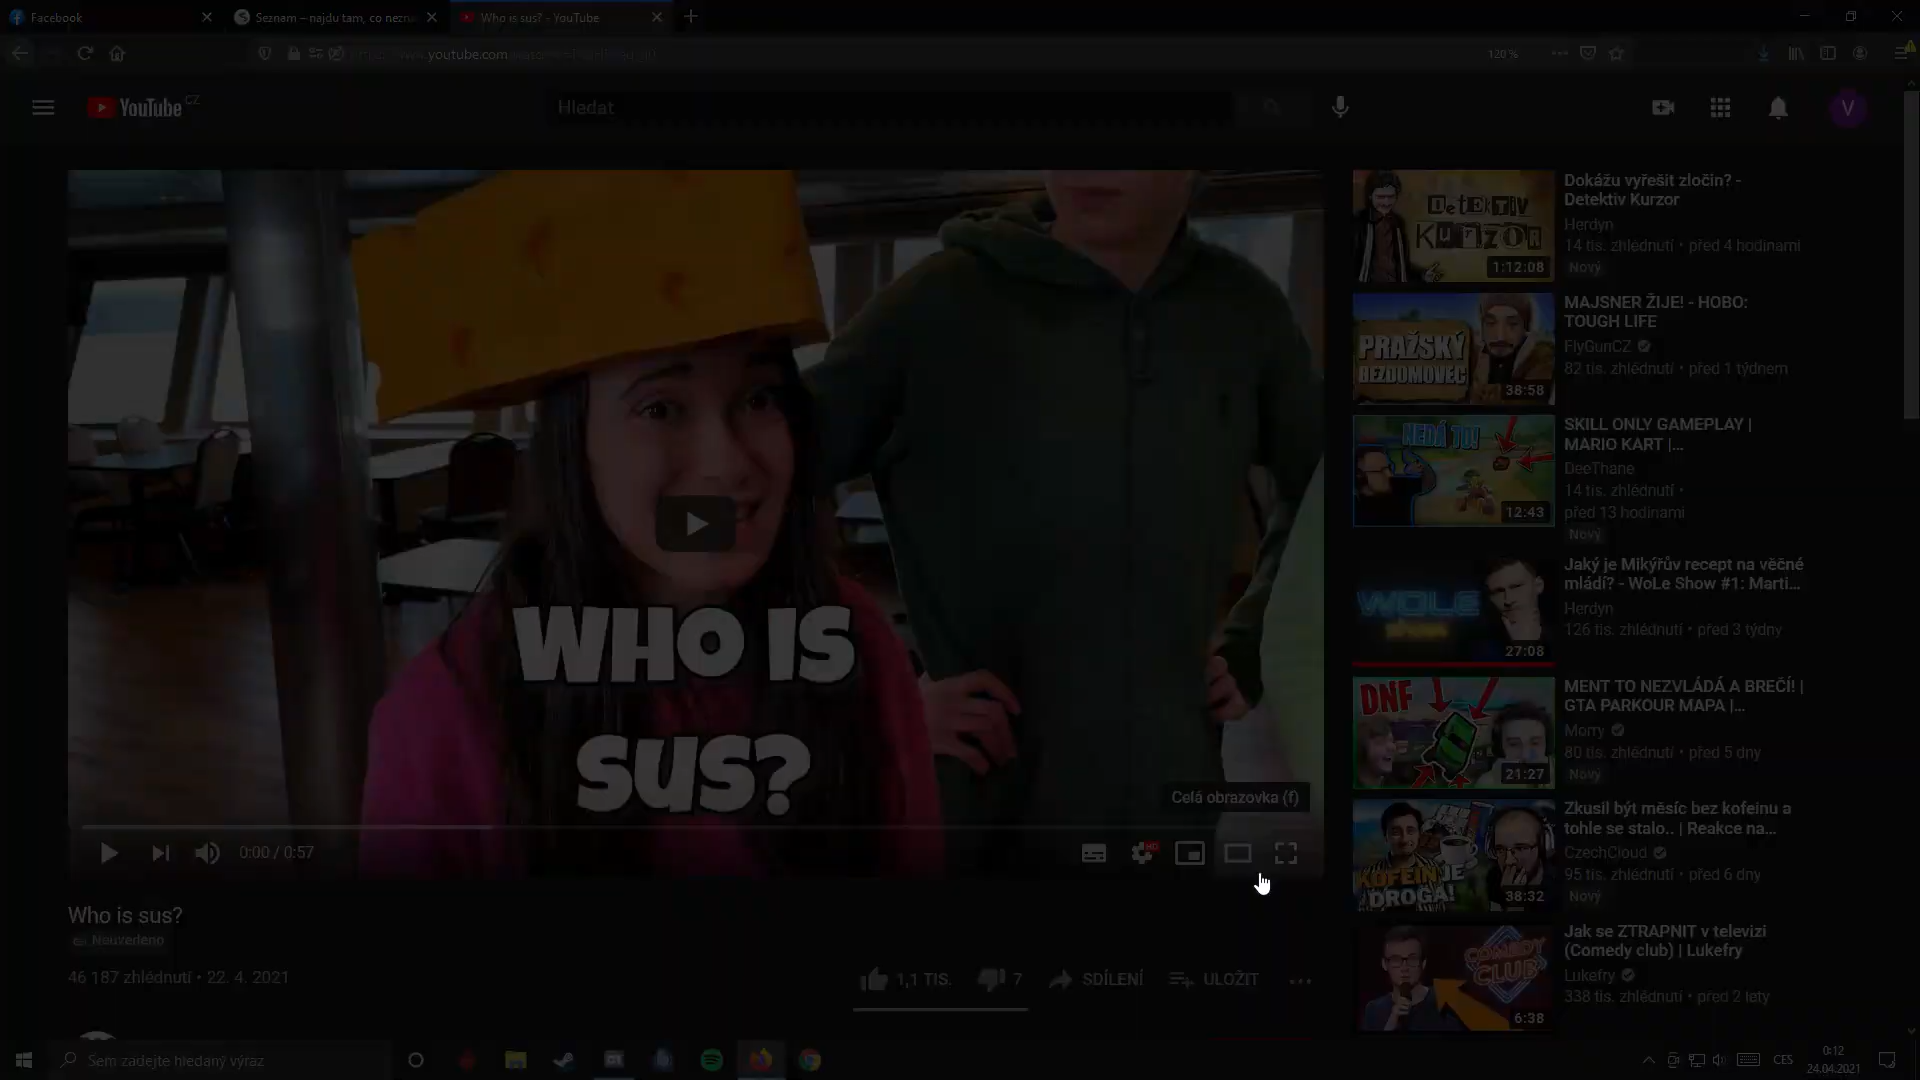 Facebook
Seznam – najdu tam, co nezna
Who is sus? - YouTube
www.youtube.com
120%
YouTube CZ
Hledat
V
WHO IS
SUS?
Celá obrazovka (f)
0:00 / 0:57
HD
Who is sus?
Neuvedeno
46 187 zhlédnutí • 22. 4. 2021
1,1 TIS.
7
SDÍLENÍ
ULOŽIT
DETEKTIV
KURZOR
1:12:08
Dokážu vyřešit zločin? -
Detektiv Kurzor
Herdyn
14 tis. zhlédnutí • před 4 hodinami
Nový
PRAŽSKÝ
BEZDOMOVEC
38:58
MAJSNER ŽIJE! - HOBO:
TOUGH LIFE
FlyGunCZ
82 tis. zhlédnutí • před 1 týdnem
NEDÁ TO!
12:43
SKILL ONLY GAMEPLAY |
MARIO KART |...
DeeThane
14 tis. zhlédnutí •
před 13 hodinami
Nový
WOLE
show
27:08
Jaký je Mikýřův recept na věčné
mládí? - WoLe Show #1: Marti...
Herdyn
126 tis. zhlédnutí • před 3 týdny
DNF
21:27
MENT TO NEZVLÁDÁ A BREČÍ! |
GTA PARKOUR MAPA |...
Morry
80 tis. zhlédnutí • před 5 dny
Nový
KOFEIN JE
DROGA!
38:32
Zkusil být měsíc bez kofeinu a
tohle se stalo.. | Reakce na...
CzechCloud
95 tis. zhlédnutí • před 6 dny
Nový
COMEDY
CLUB
6:38
Jak se ZTRAPNIT v televizi
(Comedy club) | Lukefry
Lukefry
338 tis. zhlédnutí • před 2 lety
Sem zadejte hledaný výraz
CES
0:12
24.04.2021